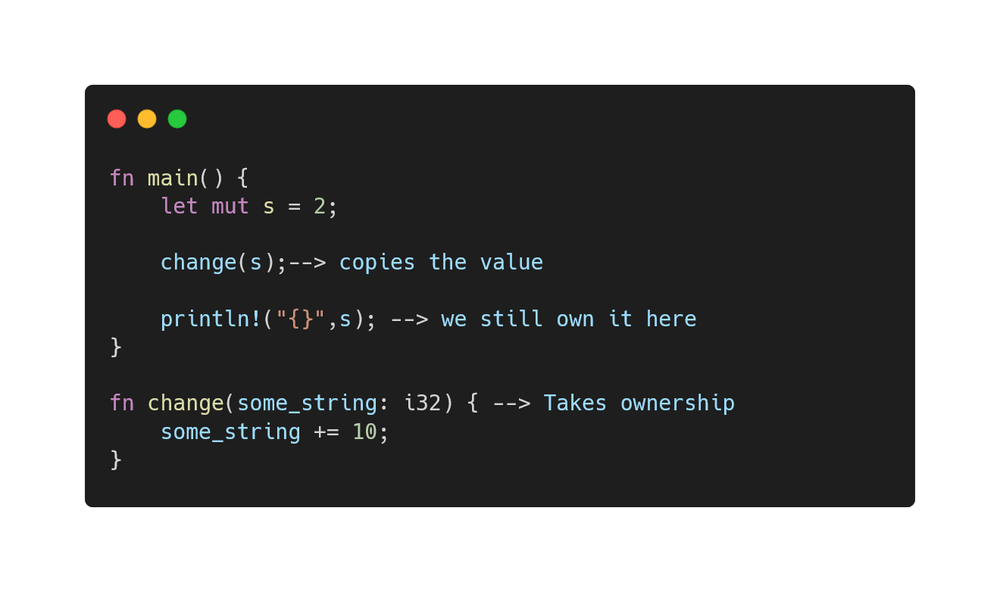 fn main() {
    let mut s = 2;
    change(s);--> copies the value
    println!("{}",s); --> we still own it here
}
fn change(some_string: i32) { --> Takes ownership
    some_string += 10;
}